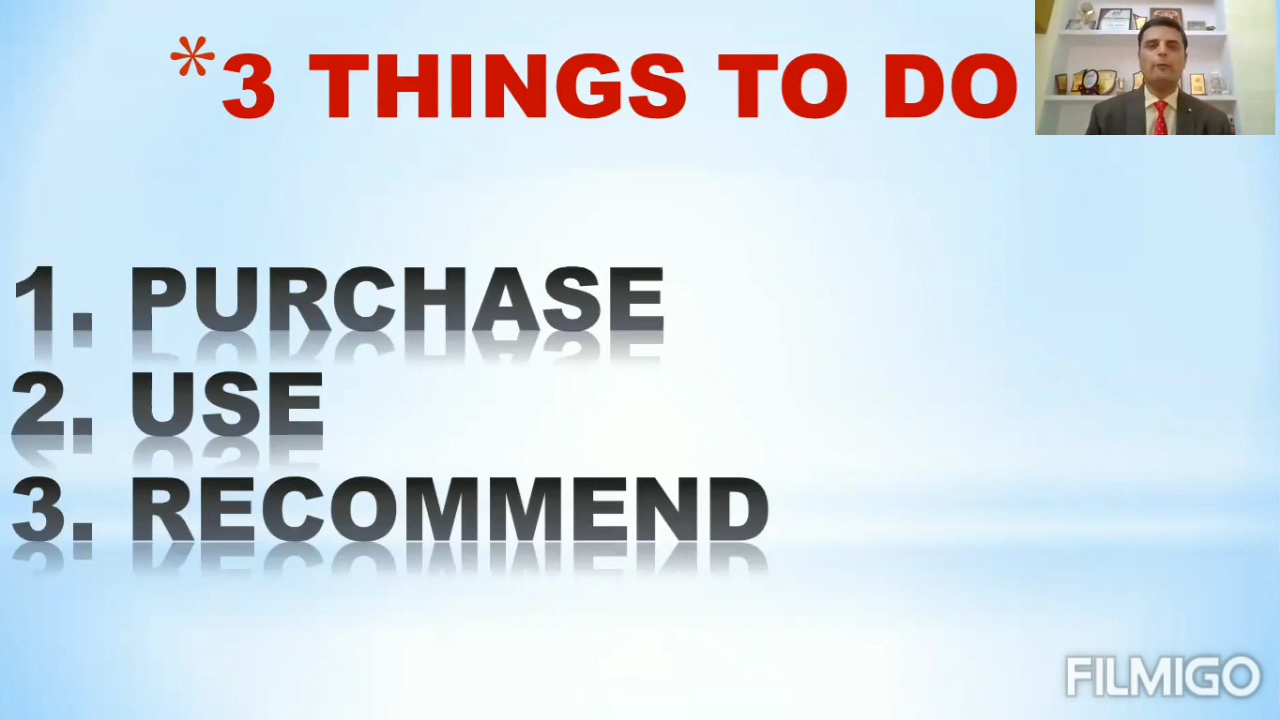 *3 THINGS TO DO
1. PURCHASE
2. USE
3. RECOMMEND
FILMIGO